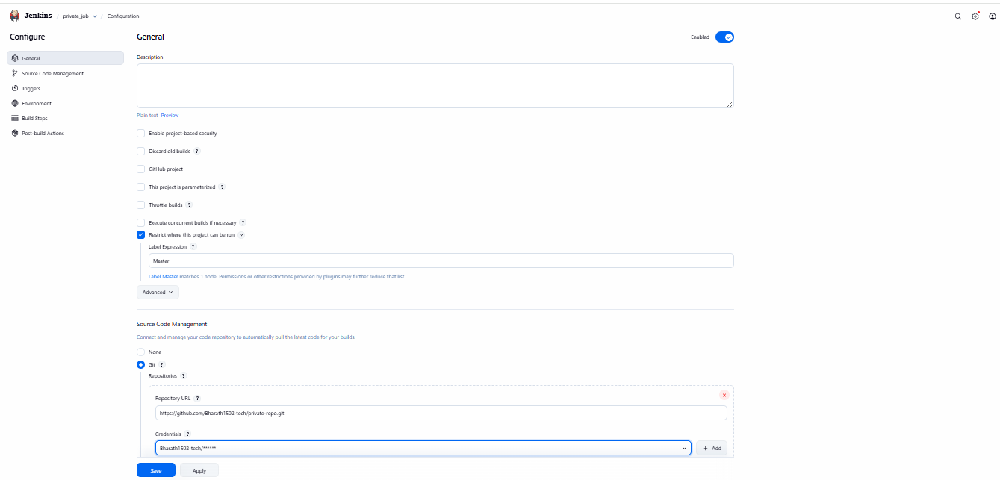 Jenkins / private_job / Configuration
Configure
General
Source Code Management
Triggers
Environment
Build Steps
Post-build Actions
General
Enabled
Description
Plain text Preview
Enable project-based security
Discard old builds ?
GitHub project
This project is parameterized ?
Throttle builds ?
Execute concurrent builds if necessary ?
Restrict where this project can be run ?
Label Expression ?
Master
Label Master matches 1 node. Permissions or other restrictions provided by plugins may further reduce that list.
Advanced
Source Code Management
Connect and manage your code repository to automatically pull the latest code for your builds.
None
Git ?
Repositories ?
Repository URL ?
https://github.com/Bharath1502-tech/private-repo.git
Credentials ?
Bharath1502-tech/******
+ Add
Save
Apply